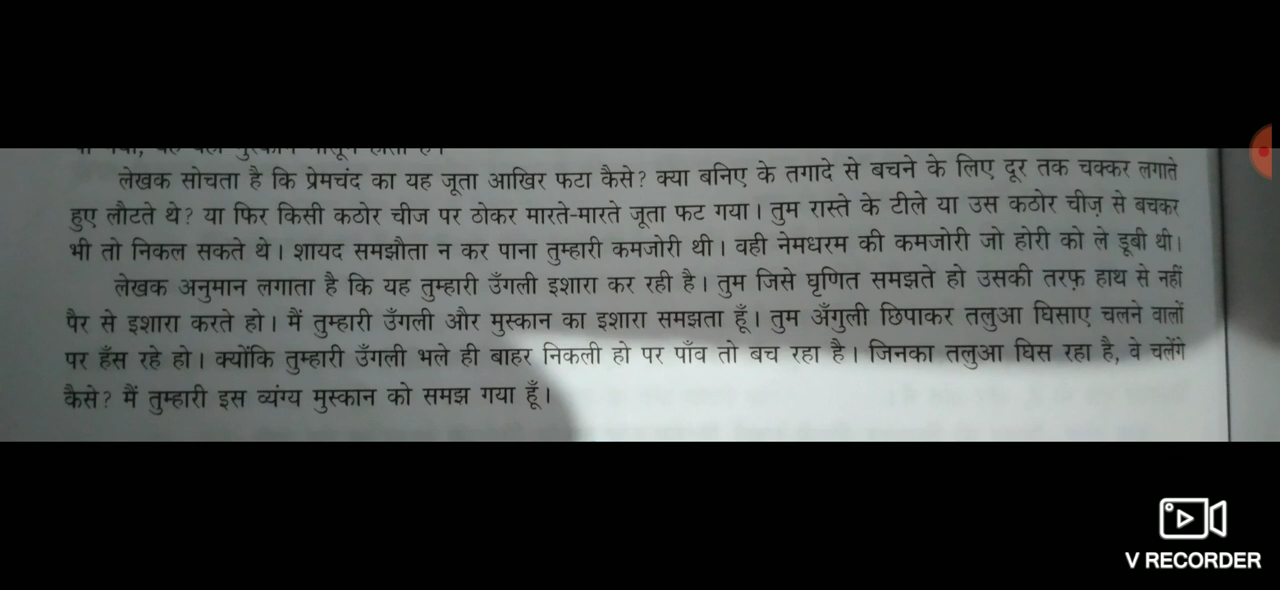 लेखक सोचता है कि प्रेमचंद का यह जूता आखिर फटा कैसे? क्या बनिए के तगादे से बचने के लिए दूर तक चक्कर लगाते
हुए लौटते थे? या फिर किसी कठोर चीज पर ठोकर मारते-मारते जूता फट गया। तुम रास्ते के टीले या उस कठोर चीज़ से बचकर
भी तो निकल सकते थे। शायद समझौता न कर पाना तुम्हारी कमजोरी थी। वही नेमधरम की कमजोरी जो होरी को ले डूबी थी।
लेखक अनुमान लगाता है कि यह तुम्हारी उँगली इशारा कर रही है। तुम जिसे घृणित समझते हो उसकी तरफ़ हाथ से नहीं
पैर से इशारा करते हो। मैं तुम्हारी उँगली और मुस्कान का इशारा समझता हूँ। तुम अँगुली छिपाकर तलुआ घिसाए चलने वालों
पर हँस रहे हो। क्योंकि तुम्हारी उँगली भले ही बाहर निकली हो पर पाँव तो बच रहा है। जिनका तलुआ घिस रहा है, वे चलेंगे
कैसे? मैं तुम्हारी इस व्यंग्य मुस्कान को समझ गया हूँ।
V RECORDER